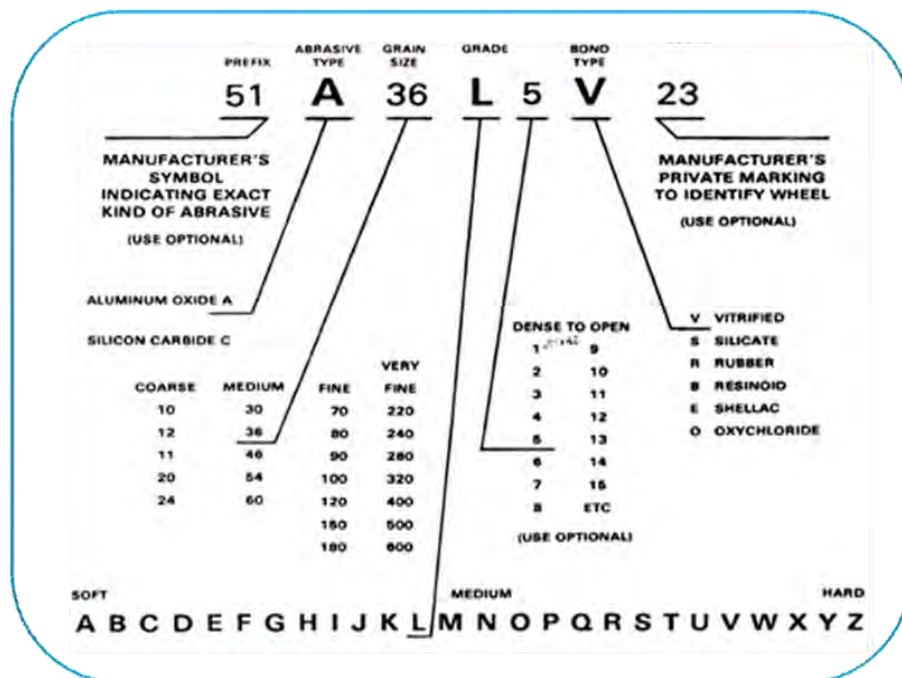 PREFIX ABRASIVE TYPE GRAIN SIZE GRADE BOND TYPE
51 A 36 L 5 V 23
MANUFACTURER'S
SYMBOL
INDICATING EXACT
KIND OF ABRASIVE
(USE OPTIONAL)
MANUFACTURER'S
PRIVATE MARKING
TO IDENTIFY WHEEL
(USE OPTIONAL)
ALUMINUM OXIDE A
SILICON CARBIDE C
COARSE MEDIUM FINE VERY FINE
10 30 70 220
12 36 80 240
11 46 90 280
20 54 100 320
24 60 120 400
150 500
180 600
DENSE TO OPEN
1 9
2 10
3 11
4 12
5 13
6 14
7 15
8 ETC
(USE OPTIONAL)
V VITRIFIED
S SILICATE
R RUBBER
B RESINOID
E SHELLAC
O OXYCHLORIDE
SOFT MEDIUM HARD
A B C D E F G H I J K L M N O P Q R S T U V W X Y Z